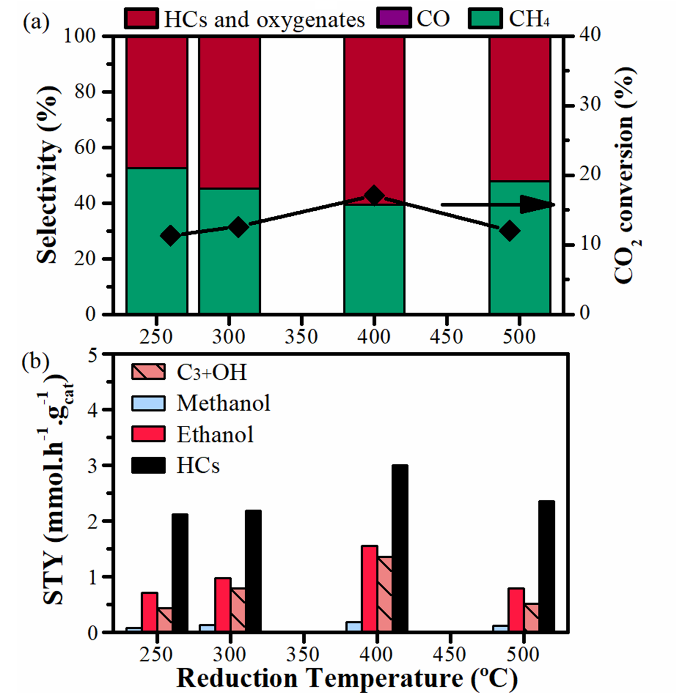 (a)
HCs and oxygenates CO CH₄
100 40
80 30
60 20
40 10
20 0
0
Selectivity (%)
CO₂ conversion (%)
250 300 350 400 450 500
(b)
5
4
3
2
1
0
C₃₊OH
Methanol
Ethanol
HCs
STY (mmol.h⁻¹.g⁻¹cat)
250 300 350 400 450 500
Reduction Temperature (ºC)